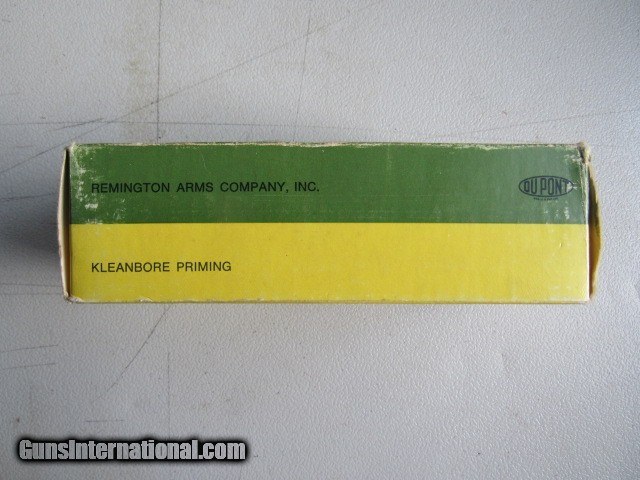 REMINGTON ARMS COMPANY, INC.
DU PONT
KLEANBORE PRIMING
GunsInternational.com